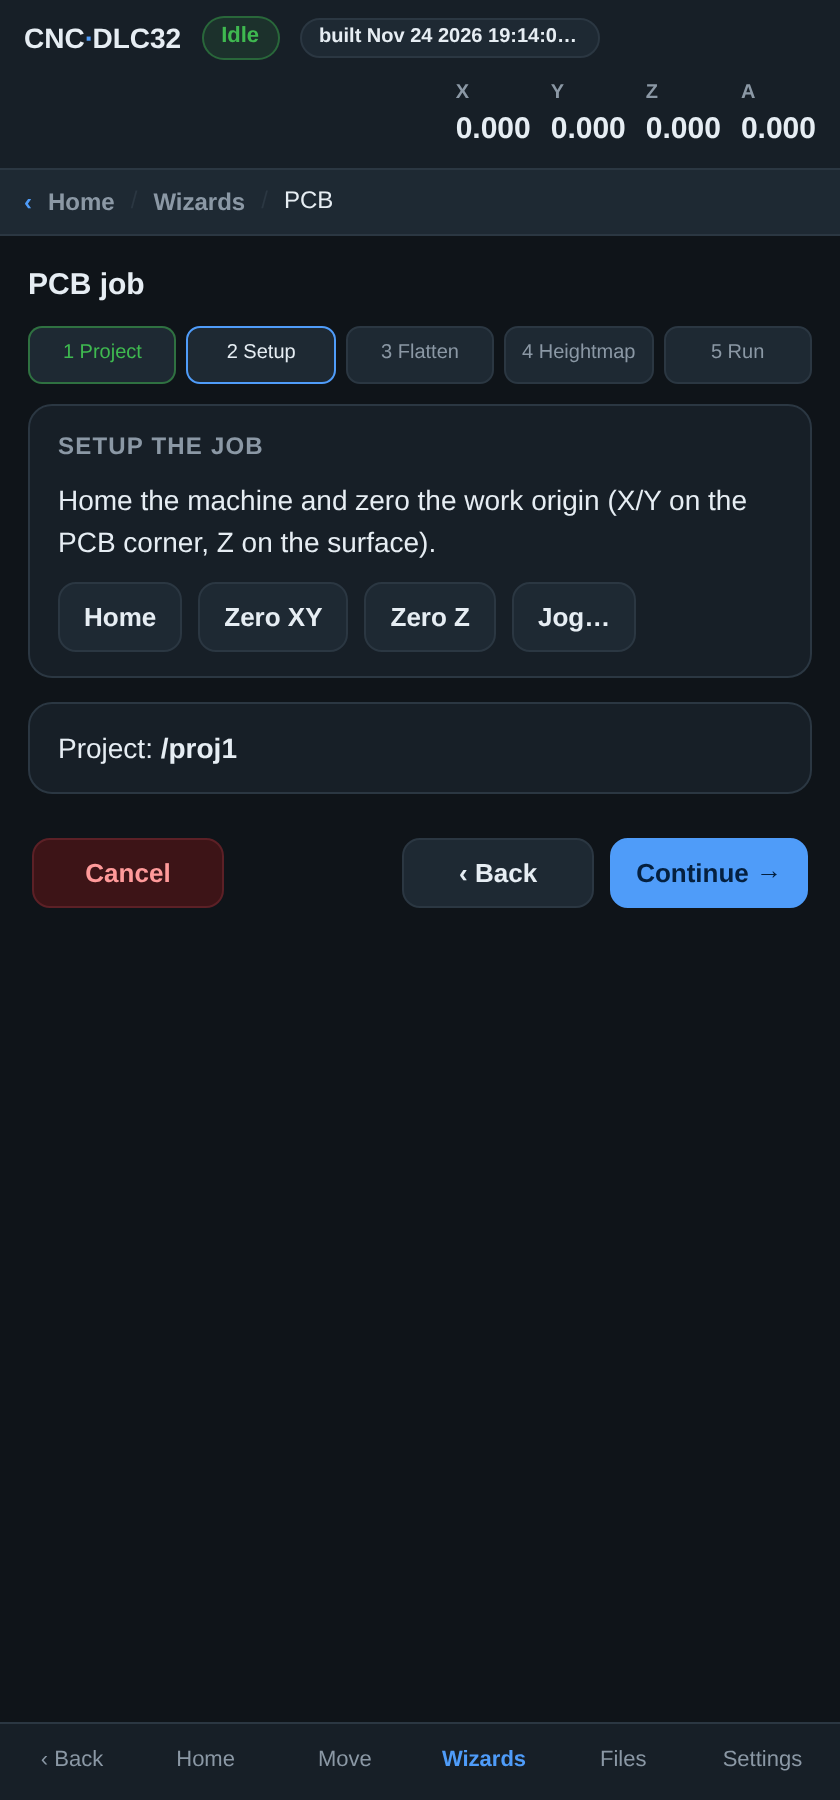 CNC·DLC32 Idle built Nov 24 2026 19:14:0…
X Y Z A
0.000 0.000 0.000 0.000
‹ Home / Wizards / PCB
PCB job
1 Project 2 Setup 3 Flatten 4 Heightmap 5 Run
SETUP THE JOB
Home the machine and zero the work origin (X/Y on the
PCB corner, Z on the surface).
Home Zero XY Zero Z Jog…
Project: /proj1
Cancel ‹ Back Continue →
‹ Back Home Move Wizards Files Settings